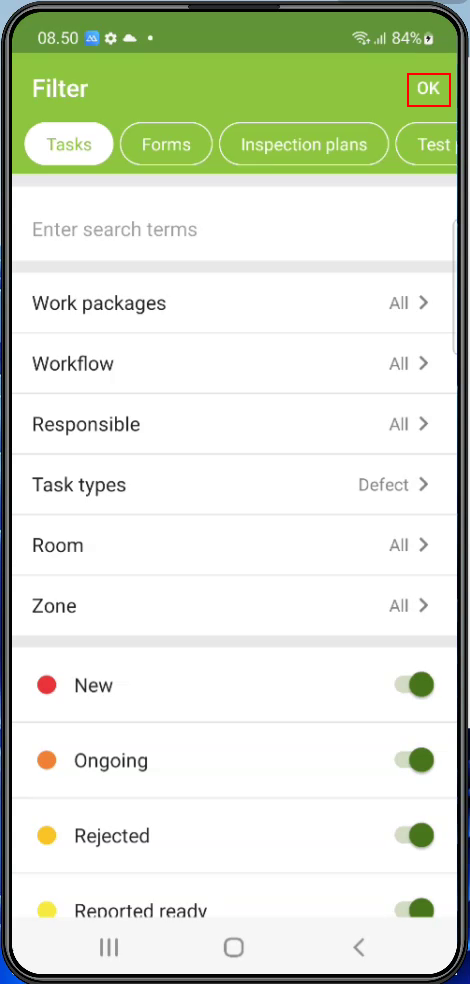 08.50 84%
Filter OK
Tasks Forms Inspection plans Test
Enter search terms
Work packages All
Workflow All
Responsible All
Task types Defect
Room All
Zone All
New
Ongoing
Rejected
Reported ready